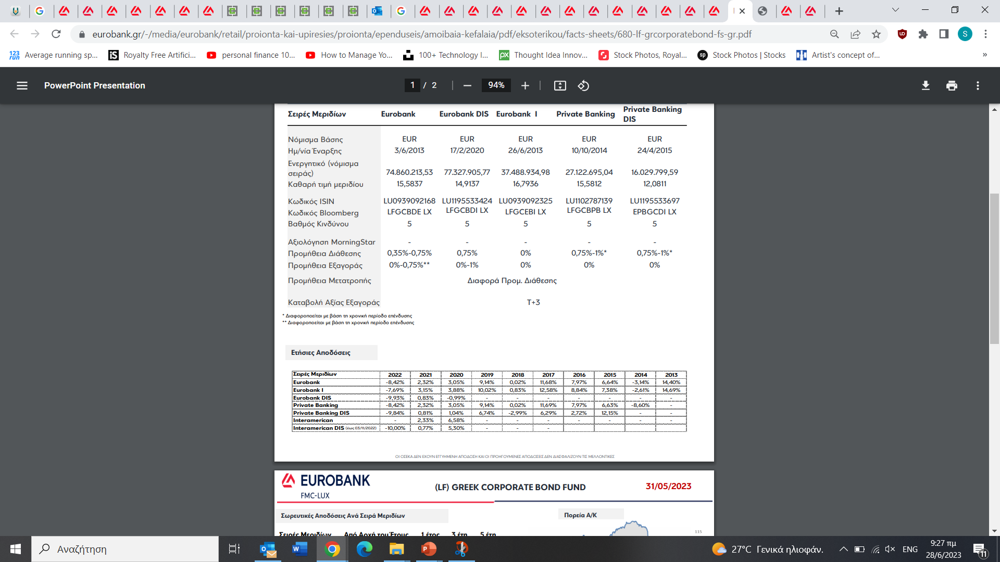 eurobank.gr/-/media/eurobank/retail/proionta-kai-upiresies/proionta/ependuseis/amoibaia-kefalaia/pdf/eksoterikou/facts-sheets/680-lf-grcorporatebond-fs-gr.pdf
S
123 run Average running sp... iS Royalty Free Artifici... personal finance 10... How to Manage Yo... 100+ Technology I... px Thought Idea Innov... Stock Photos, Royal... sp Stock Photos | Stocks Artist's concept of... »
PowerPoint Presentation 1 / 2 94%
Σειρές Μεριδίων Eurobank Eurobank DIS Eurobank I Private Banking Private Banking DIS
Νόμισμα Βάσης EUR EUR EUR EUR EUR
Ημ/νία Έναρξης 3/6/2013 17/2/2020 26/6/2013 10/10/2014 24/4/2015
Ενεργητικό (νόμισμα
σειράς) 74.860.213,53 77.327.905,77 37.488.934,98 27.122.695,04 16.029.799,59
Καθαρή τιμή μεριδίου 15,5837 14,9137 16,7936 15,5812 12,0811
Κωδικός ISIN LU0939092168 LU1195533424 LU0939092325 LU1102787139 LU1195533697
Κωδικός Bloomberg LFGCBDE LX LFGCBDI LX LFGCEBI LX LFGCBPB LX EPBGCDI LX
Βαθμός Κινδύνου 5 5 5 5 5
Αξιολόγηση MorningStar - - - - -
Προμήθεια Διάθεσης 0,35%-0,75% 0,75% 0% 0,75%-1%* 0,75%-1%*
Προμήθεια Εξαγοράς 0%-0,75%** 0%-1% 0% 0% 0%
Προμήθεια Μετατροπής Διαφορά Προμ. Διάθεσης
Καταβολή Αξίας Εξαγοράς T+3
* Διαφοροποείται με βάση τη χρονική περίοδο επένδυσης
** Διαφοροποείται με βάση τη χρονική περίοδο επένδυσης
Ετήσιες Αποδόσεις
Σειρές Μεριδίων 2022 2021 2020 2019 2018 2017 2016 2015 2014 2013
Eurobank -8,42% 2,32% 3,05% 9,14% 0,02% 11,68% 7,97% 6,64% -3,14% 14,40%
Eurobank I -7,69% 3,15% 3,88% 10,02% 0,83% 12,58% 8,84% 7,38% -2,61% 14,69%
Eurobank DIS -9,93% 0,83% -0,99% - - - - - - -
Private Banking -8,42% 2,32% 3,05% 9,14% 0,02% 11,69% 7,97% 6,63% -8,60% -
Private Banking DIS -9,84% 0,81% 1,04% 6,74% -2,99% 6,29% 2,72% 12,15% - -
Interamerican - 2,33% 6,58% - - - - - - -
Interamerican DIS (έως 03/11/2022) -10,00% 0,77% 5,30% - - -
ΟΙ ΟΣΕΚΑ ΔΕΝ ΕΧΟΥΝ ΕΓΓΥΗΜΕΝΗ ΑΠΟΔΟΣΗ ΚΑΙ ΟΙ ΠΡΟΗΓΟΥΜΕΝΕΣ ΑΠΟΔΟΣΕΙΣ ΔΕΝ ΔΙΑΣΦΑΛΙΖΟΥΝ ΤΙΣ ΜΕΛΛΟΝΤΙΚΕΣ
EUROBANK
FMC-LUX
(LF) GREEK CORPORATE BOND FUND 31/05/2023
Σωρευτικές Αποδόσεις Ανά Σειρά Μεριδίων Πορεία Α/Κ
115
Σειρές Μεριδίων Από Αρχή του Έτους 1 έτος 3 έτη 5 έτη
Αναζήτηση 27°C Γενικά ηλιοφάν. ENG 9:27 πμ
28/6/2023 11